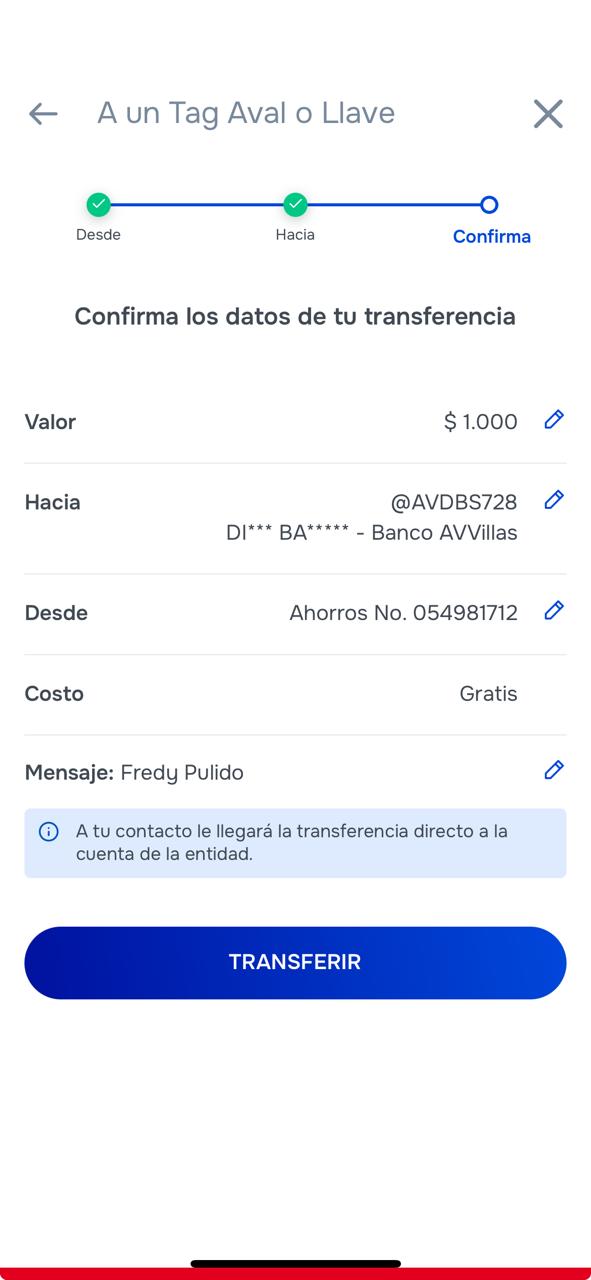 A un Tag Aval o Llave
Desde
Hacia
Confirma
Confirma los datos de tu transferencia
Valor
$ 1.000
Hacia
@AVDBS728
DI*** BA***** - Banco AVVillas
Desde
Ahorros No. 054981712
Costo
Gratis
Mensaje: Fredy Pulido
A tu contacto le llegará la transferencia directo a la
cuenta de la entidad.
TRANSFERIR